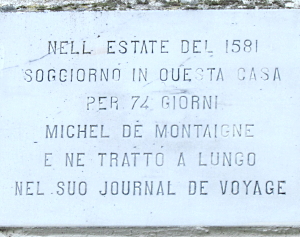 NELL ESTATE DEL 1581
SOGGIORNO IN QUESTA CASA
PER 74 GIORNI
MICHEL DE MONTAIGNE
E NE TRATTO A LUNGO
NEL SUO JOURNAL DE VOYAGE